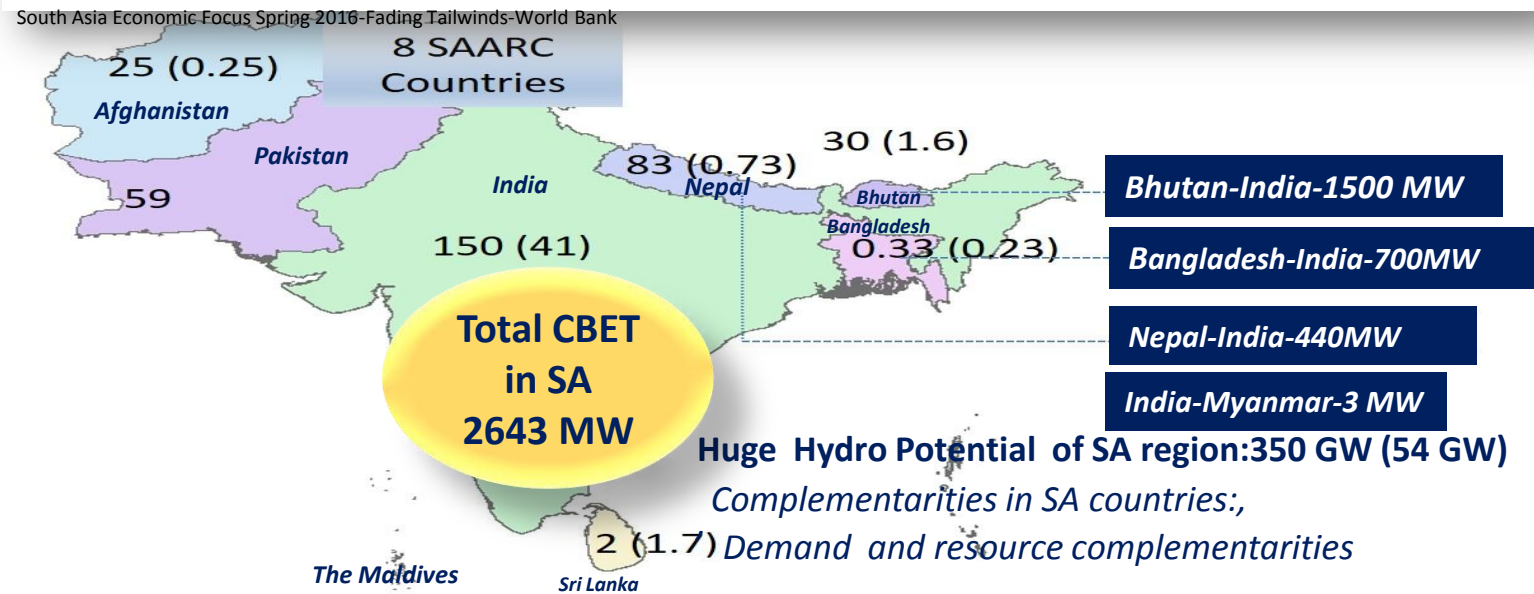 South Asia Economic Focus Spring 2016-Fading Tailwinds-World Bank
8 SAARC
Countries
25 (0.25)
Afghanistan
Pakistan
59
India
150 (41)
83 (0.73)
Nepal
30 (1.6)
Bhutan
Bangladesh
0.33 (0.23)
Bhutan-India-1500 MW
Bangladesh-India-700MW
Nepal-India-440MW
India-Myanmar-3 MW
Total CBET
in SA
2643 MW
Huge Hydro Potential of SA region:350 GW (54 GW)
Complementarities in SA countries:,
Demand and resource complementarities
2 (1.7)
The Maldives
Sri Lanka